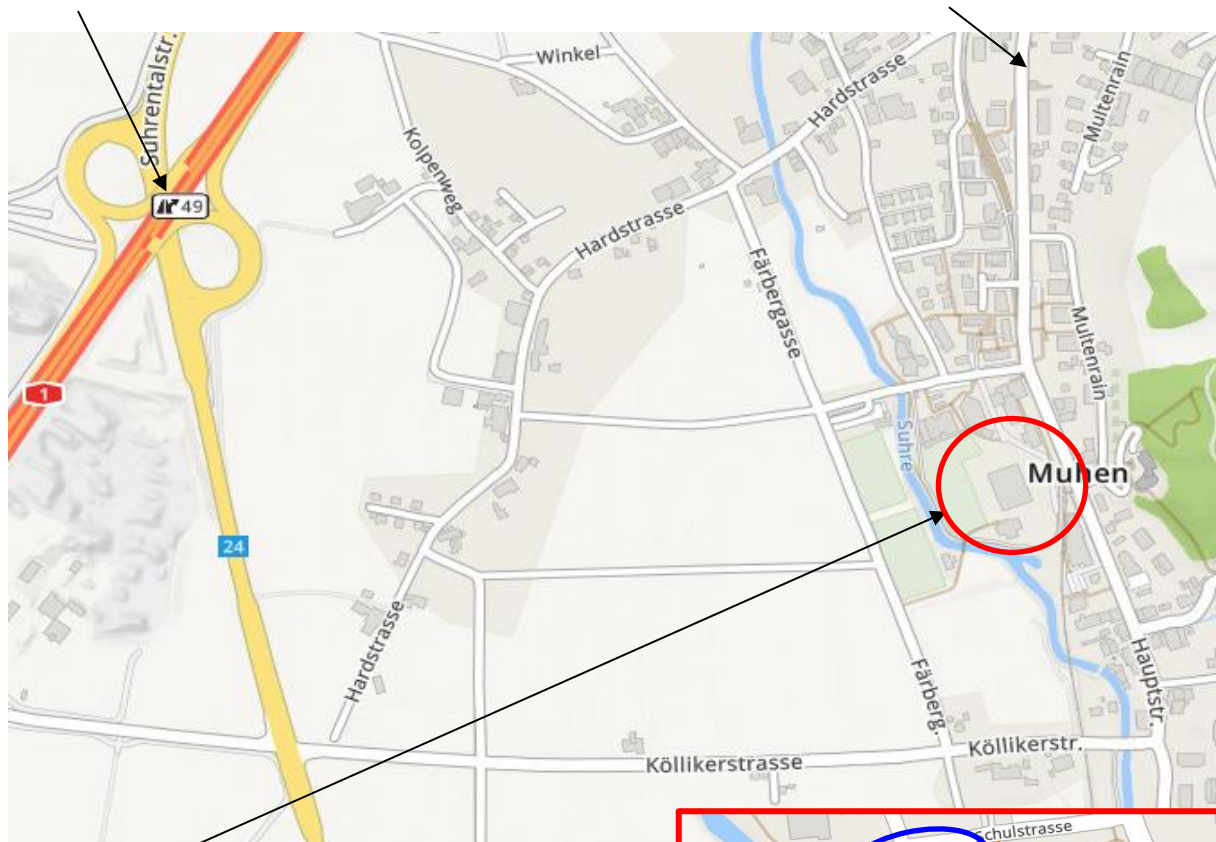 Suhrentalstr.
Winkel
Hardstrasse
Multenrain
Kolpenweg
49
Hardstrasse
Färbergasse
Multenrain
1
Suhre
Muhen
24
Hardstrasse
Färberg.
Hauptstr.
Köllikerstrasse
Köllikerstr.
Schulstrasse